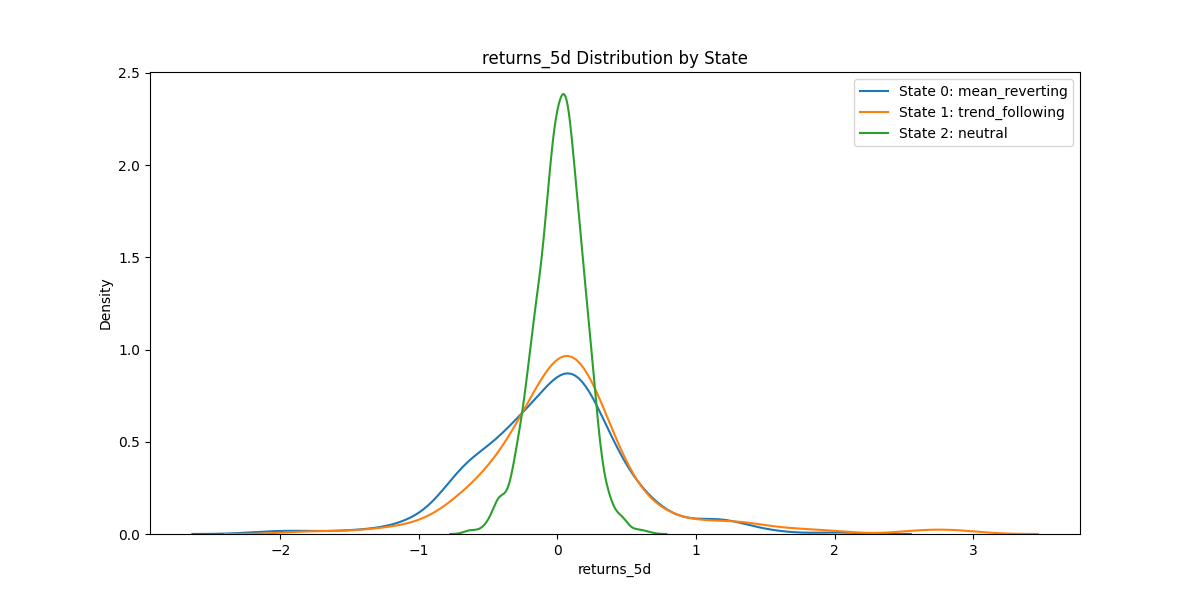 returns_5d Distribution by State
State 0: mean_reverting
State 1: trend_following
State 2: neutral
2.5
2.0
1.5
1.0
0.5
0.0
Density
−2
−1
0
1
2
3
returns_5d